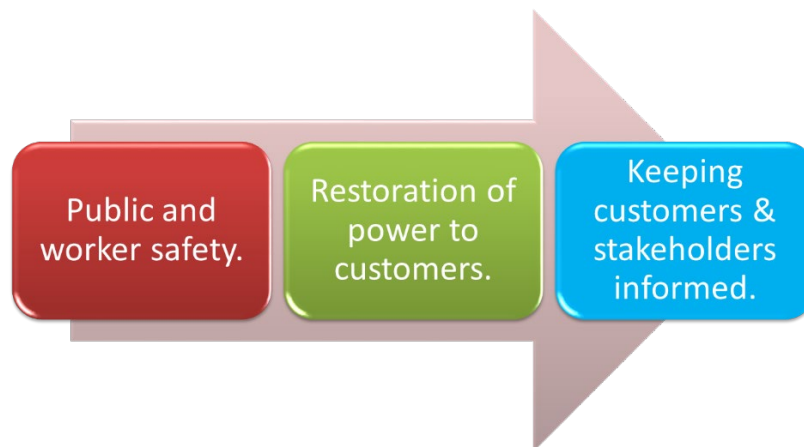 Public and
worker safety.
Restoration of
power to
customers.
Keeping
customers &
stakeholders
informed.